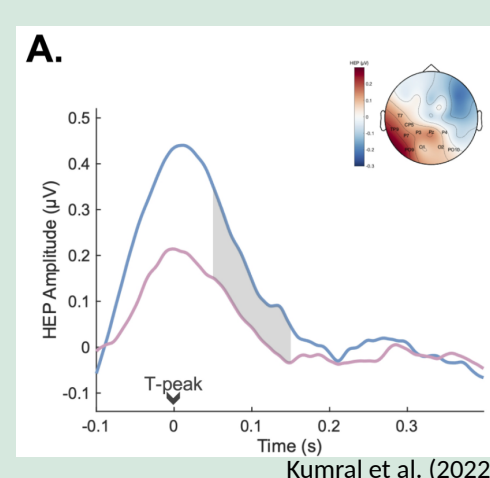 A.
HEP (µV)
0.2
0.1
0
-0.1
-0.2
-0.3
T7
CP5
P7
P3
Pz
P4
O1
O2
PO10
0.5
0.4
0.3
0.2
0.1
0
-0.1
HEP Amplitude (µV)
T-peak
-0.1
0
0.1
0.2
0.3
Time (s)
Kumral et al. (2022